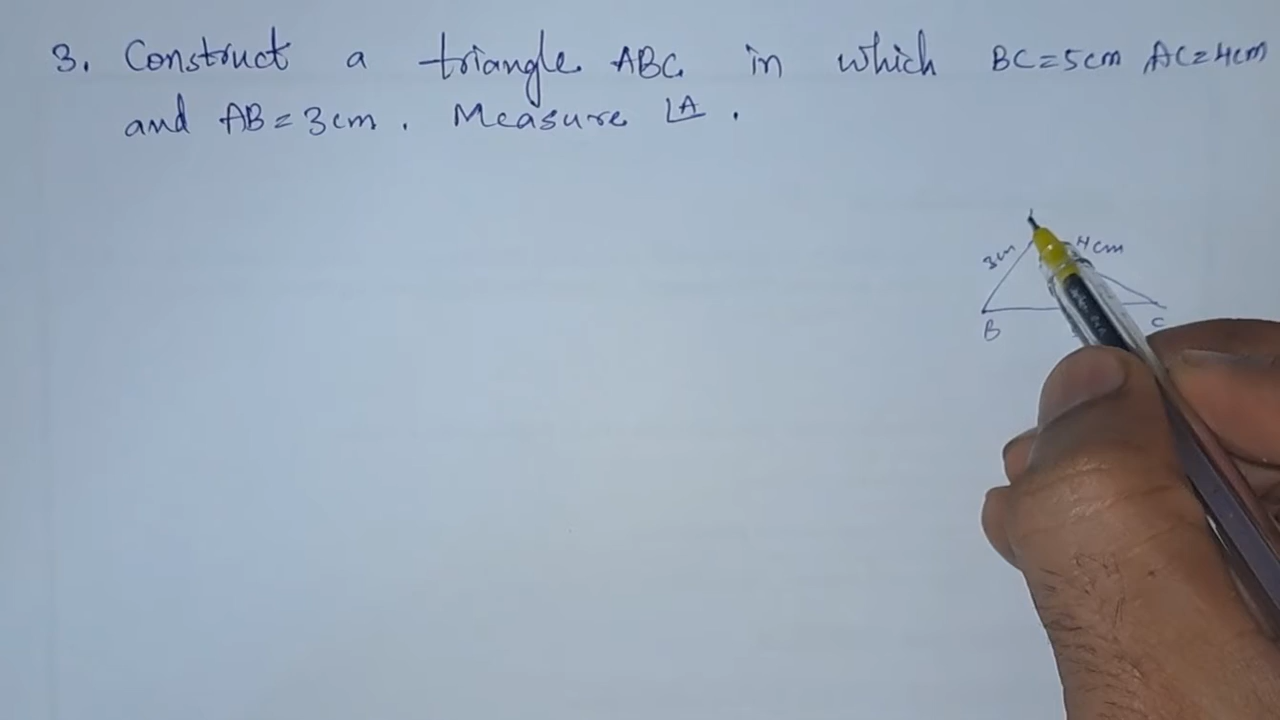 3. Construct a triangle ABC in which BC=5cm AC=4cm
and AB=3cm. Measure ∠A.
3cm 4cm
B C